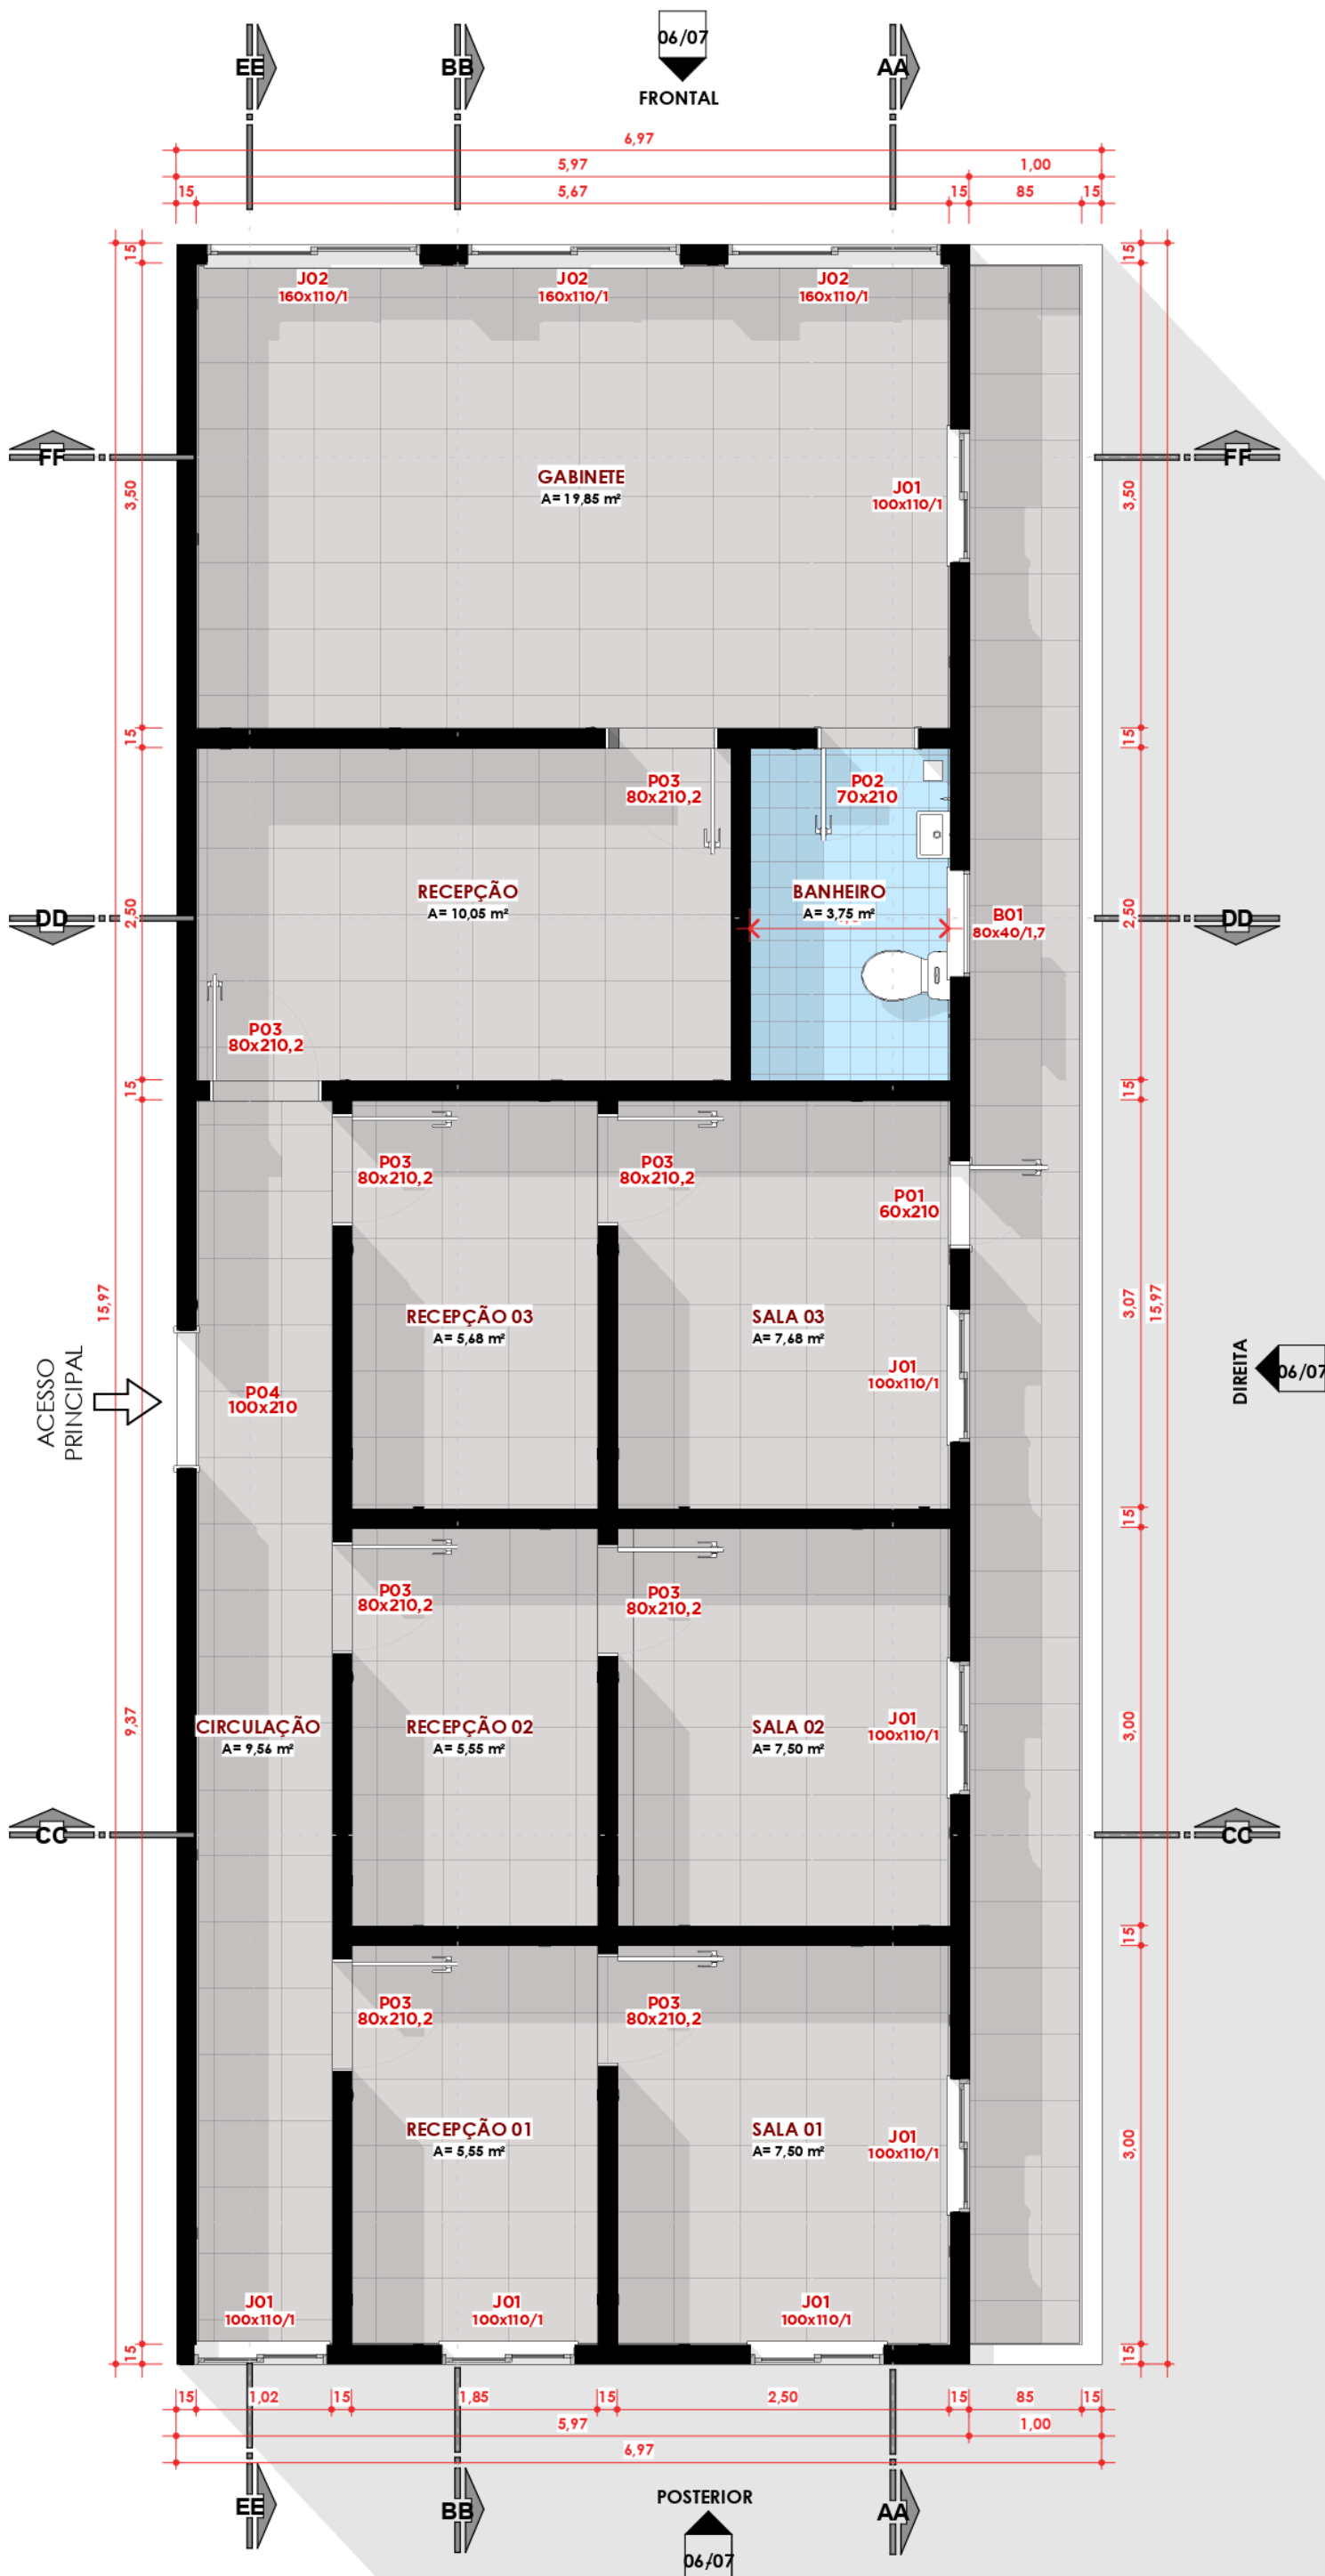 06/07
EE
BB
AA
FRONTAL
6,97
5,97
1,00
15
5,67
15
85
15
15
15
J02
160x110/1
J02
160x110/1
J02
160x110/1
FF
FF
3,50
GABINETE
A= 19,85 m²
J01
100x110/1
3,50
15
15
P03
80x210,2
P02
70x210
RECEPÇÃO
A= 10,05 m²
BANHEIRO
A= 3,75 m²
B01
80x40/1,7
DD
2,50
2,50
DD
P03
80x210,2
15
15
P03
80x210,2
P03
80x210,2
P01
60x210
15,97
3,07
15,97
RECEPÇÃO 03
A= 5,68 m²
SALA 03
A= 7,68 m²
J01
100x110/1
ACESSO
PRINCIPAL
P04
100x210
DIREITA
06/07
15
P03
80x210,2
P03
80x210,2
9,37
CIRCULAÇÃO
A= 9,56 m²
RECEPÇÃO 02
A= 5,55 m²
SALA 02
A= 7,50 m²
J01
100x110/1
3,00
CC
CC
15
P03
80x210,2
P03
80x210,2
RECEPÇÃO 01
A= 5,55 m²
SALA 01
A= 7,50 m²
J01
100x110/1
3,00
J01
100x110/1
J01
100x110/1
J01
100x110/1
15
15
15
1,02
15
1,85
15
2,50
15
85
15
5,97
1,00
6,97
EE
BB
AA
POSTERIOR
06/07